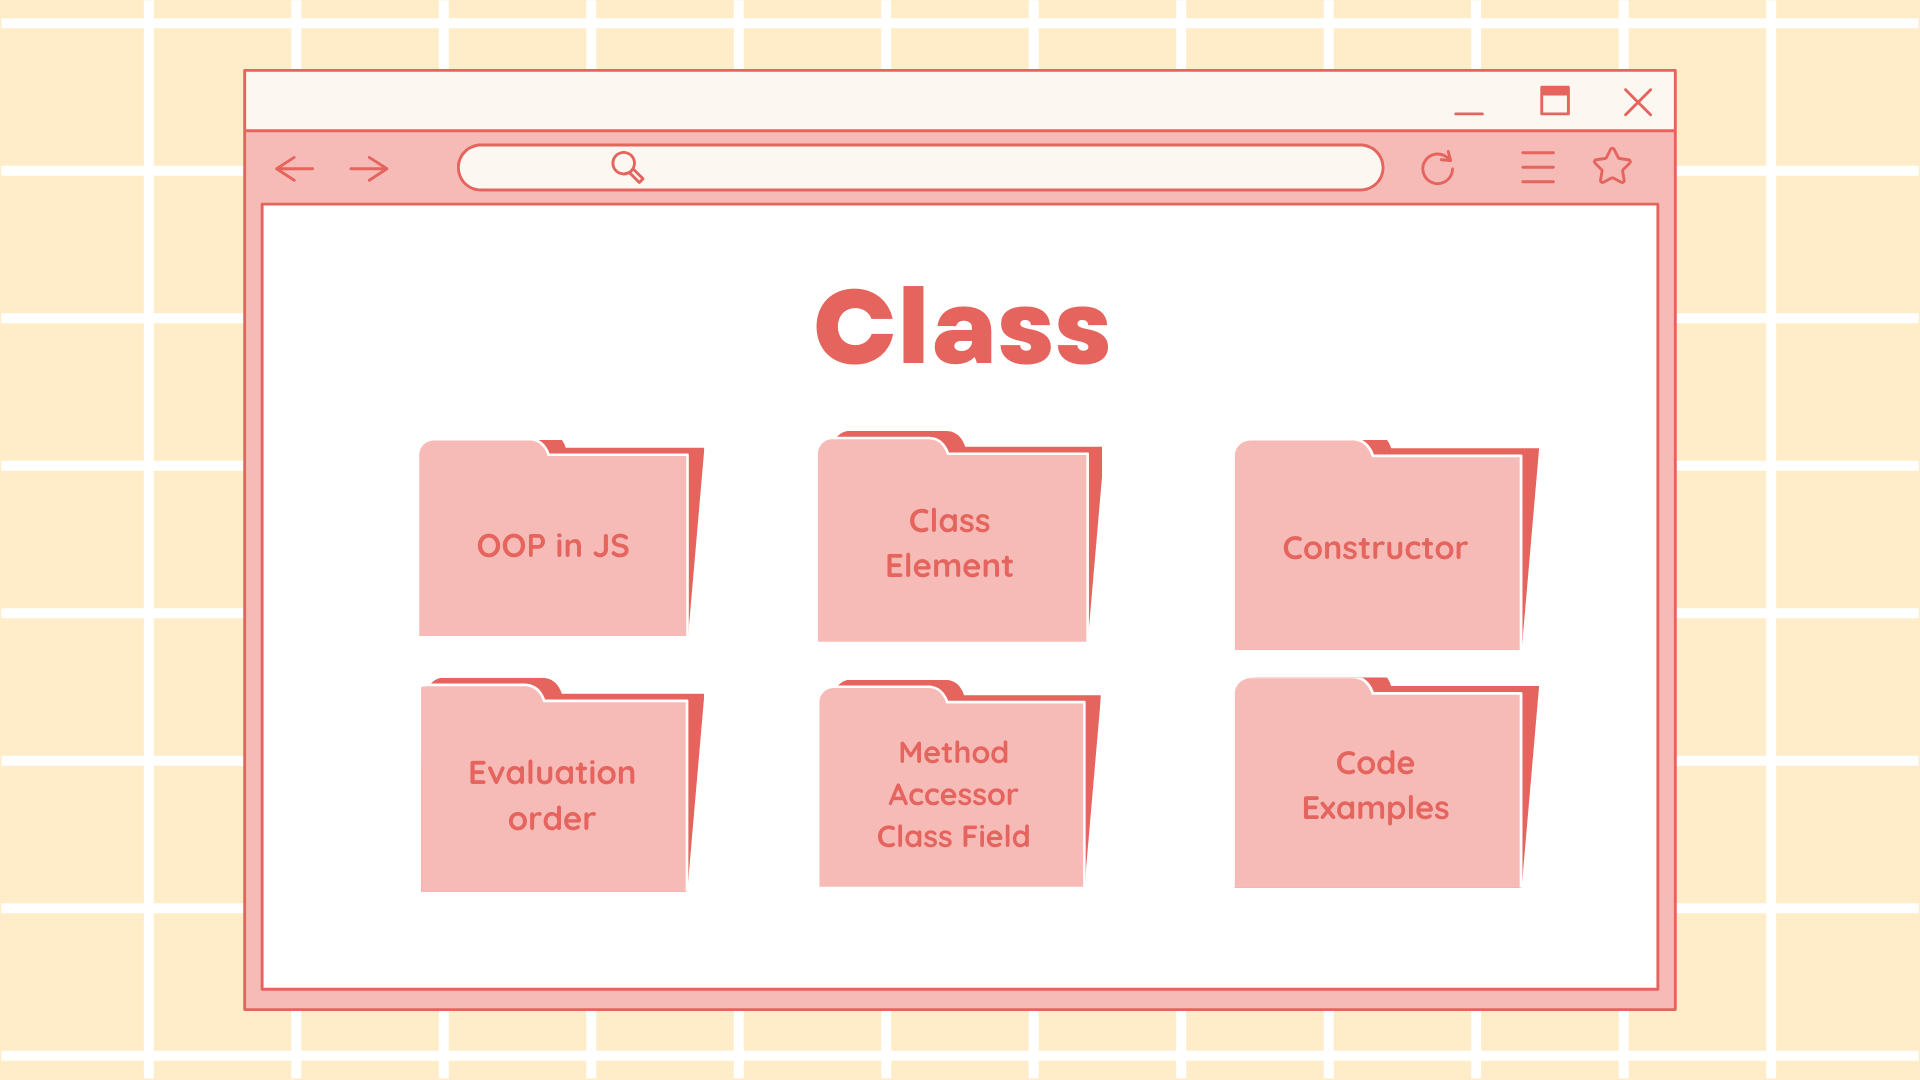 Class
OOP in JS
Class
Element
Constructor
Evaluation
order
Method
Accessor
Class Field
Code
Examples